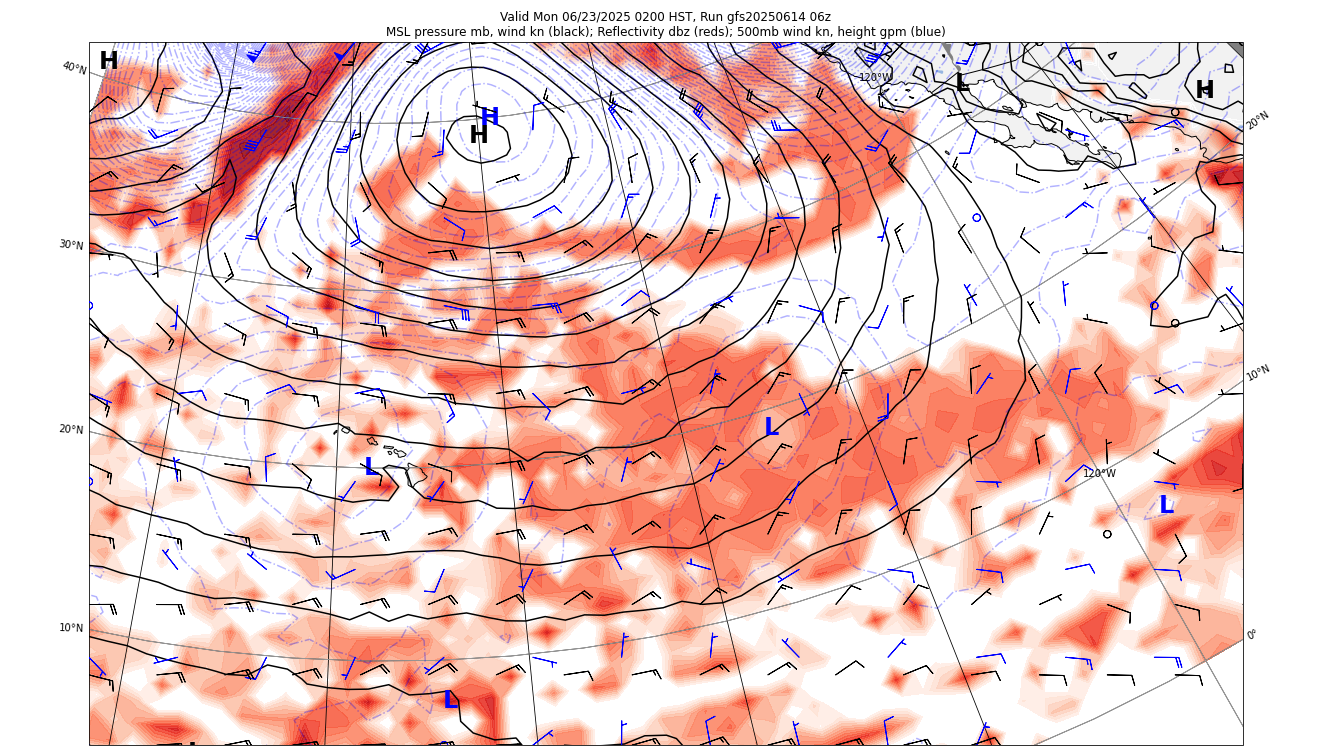 Valid Mon 06/23/2025 0200 HST, Run gfs20250614 06z
MSL pressure mb, wind kn (black); Reflectivity dbz (reds); 500mb wind kn, height gpm (blue)
H
40°N
120°W
L
H
20°N
H
H
30°N
10°N
20°N
L
L
120°W
L
10°N
0°
L